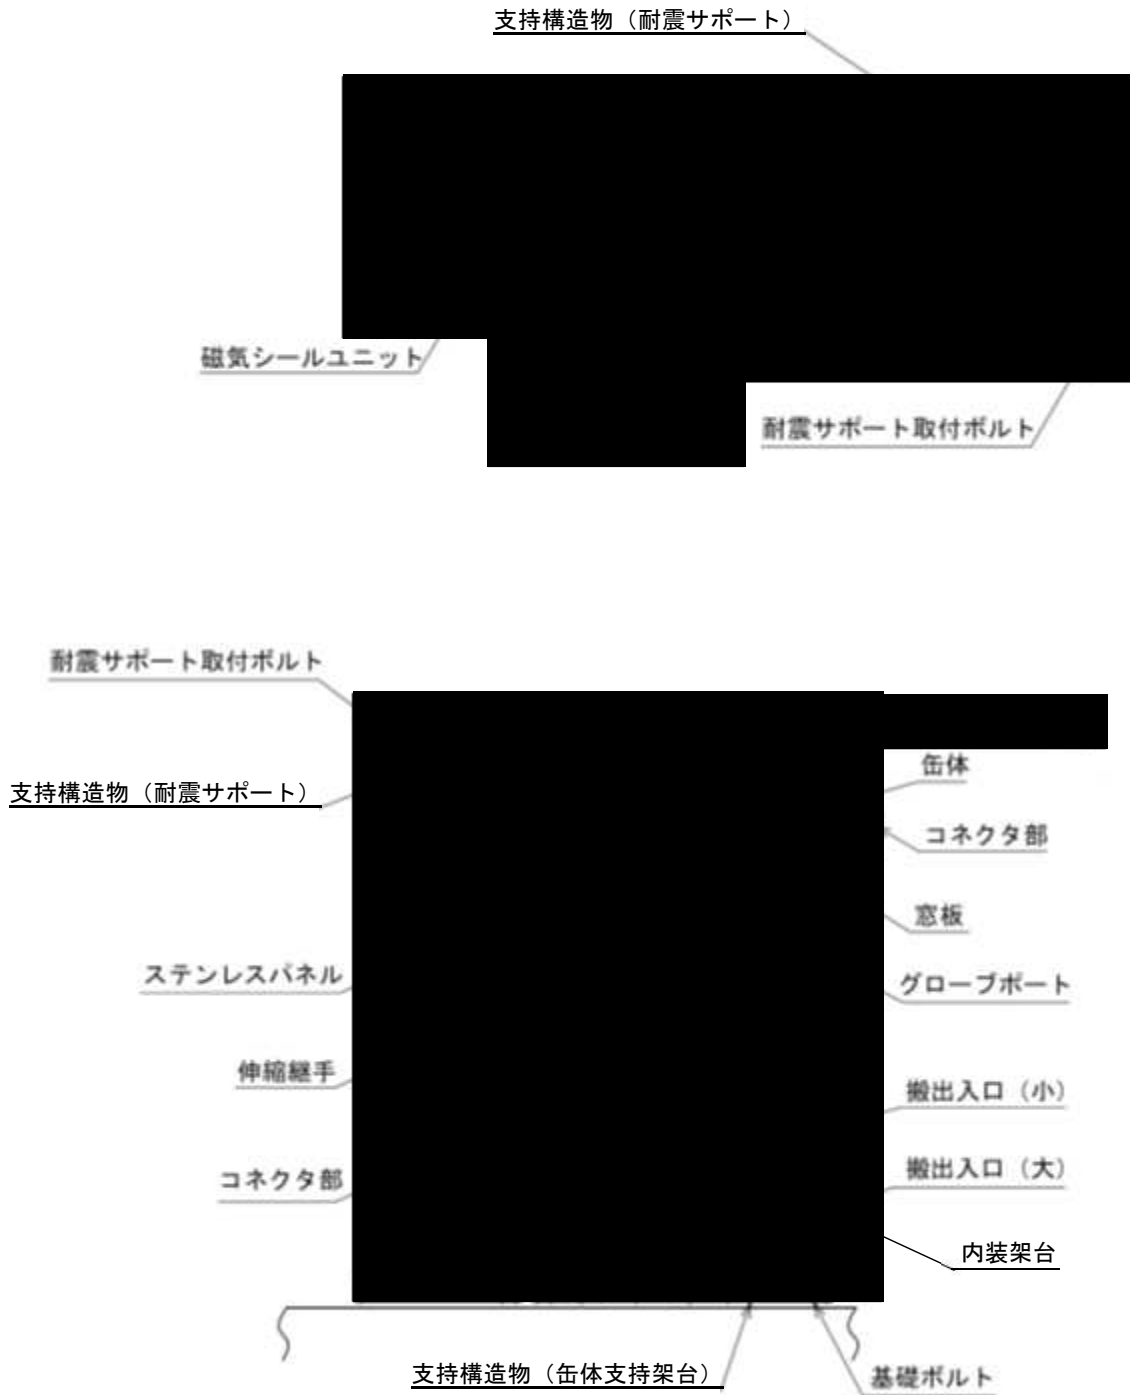 支持構造物（耐震サポート）
磁気シールユニット
耐震サポート取付ボルト
耐震サポート取付ボルト
缶体
支持構造物（耐震サポート）
コネクタ部
窓板
ステンレスパネル
グローブポート
伸縮継手
搬出入口（小）
コネクタ部
搬出入口（大）
内装架台
支持構造物（缶体支持架台）
基礎ボルト